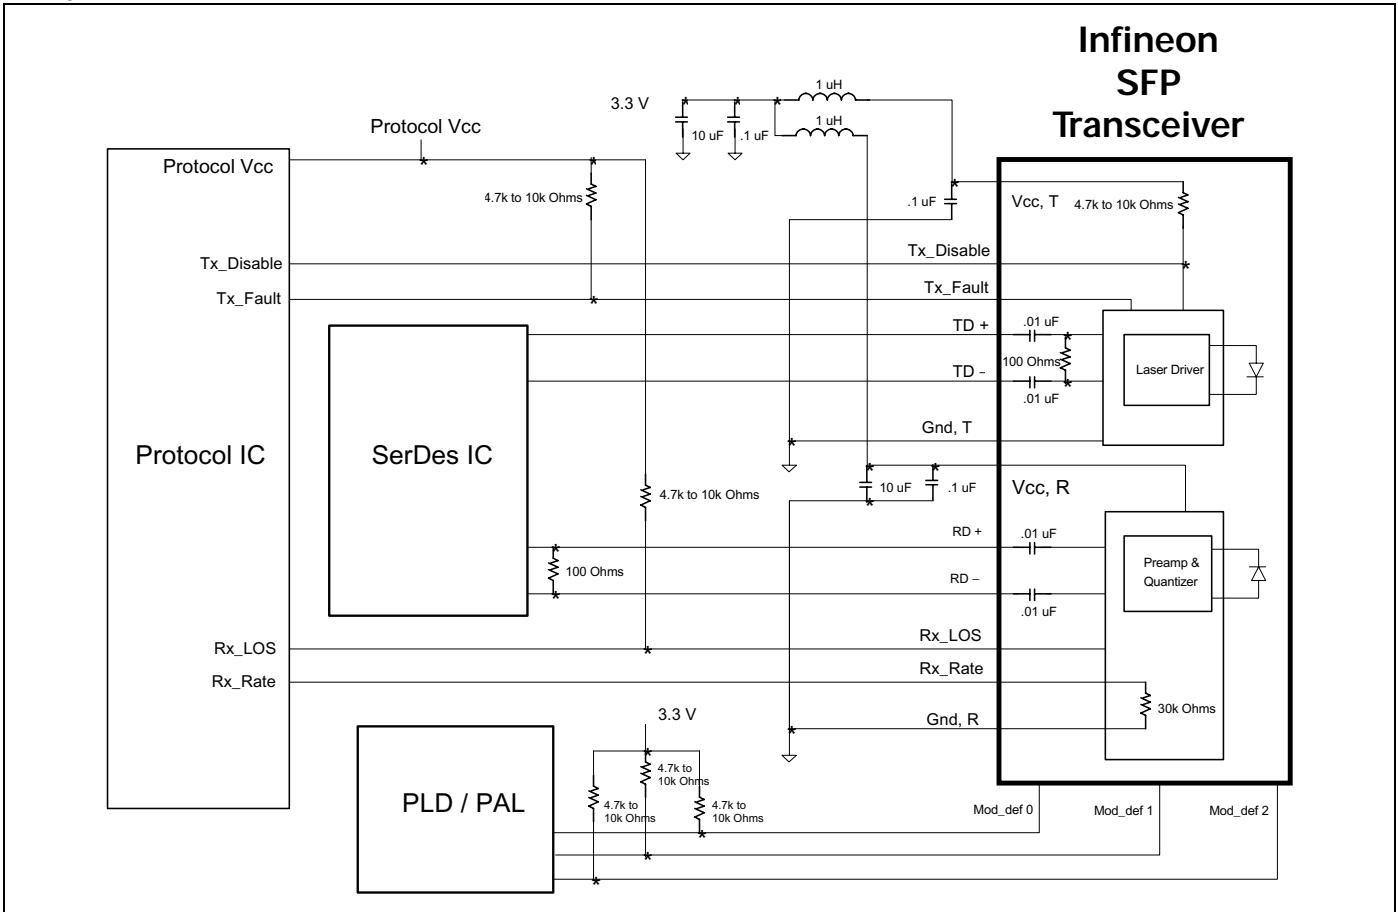 Infineon
SFP
Transceiver
1 uH
3.3 V
1 uH
10 uF
.1 uF
Protocol Vcc
Protocol Vcc
4.7k to 10k Ohms
.1 uF
Vcc, T
4.7k to 10k Ohms
Tx_Disable
Tx_Disable
Tx_Fault
Tx_Fault
TD +
.01 uF
100 Ohms
TD –
.01 uF
Laser Driver
Gnd, T
Protocol IC
SerDes IC
4.7k to 10k Ohms
10 uF
.1 uF
Vcc, R
RD +
.01 uF
100 Ohms
RD –
.01 uF
Preamp &
Quantizer
Rx_LOS
Rx_LOS
Rx_Rate
Rx_Rate
30k Ohms
Gnd, R
3.3 V
PLD / PAL
4.7k to
10k Ohms
4.7k to
10k Ohms
4.7k to
10k Ohms
Mod_def 0
Mod_def 1
Mod_def 2